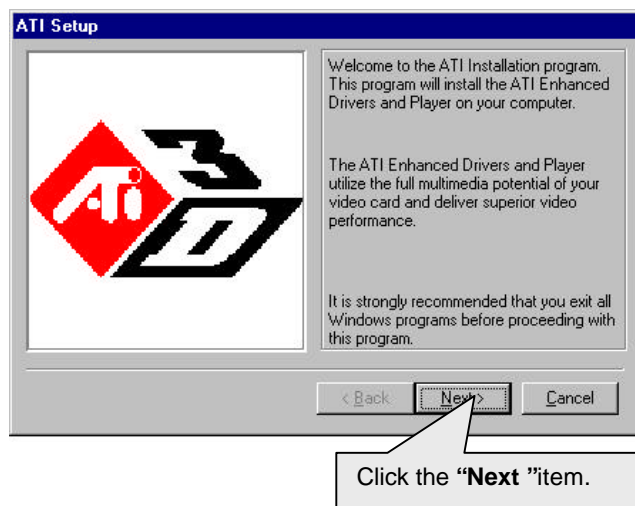 ATI Setup
ATi
3
D
Welcome to the ATI Installation program.
This program will install the ATI Enhanced
Drivers and Player on your computer.
The ATI Enhanced Drivers and Player
utilize the full multimedia potential of your
video card and deliver superior video
performance.
It is strongly recommended that you exit all
Windows programs before proceeding with
this program.
< Back
Next>
Cancel
Click the “Next ”item.